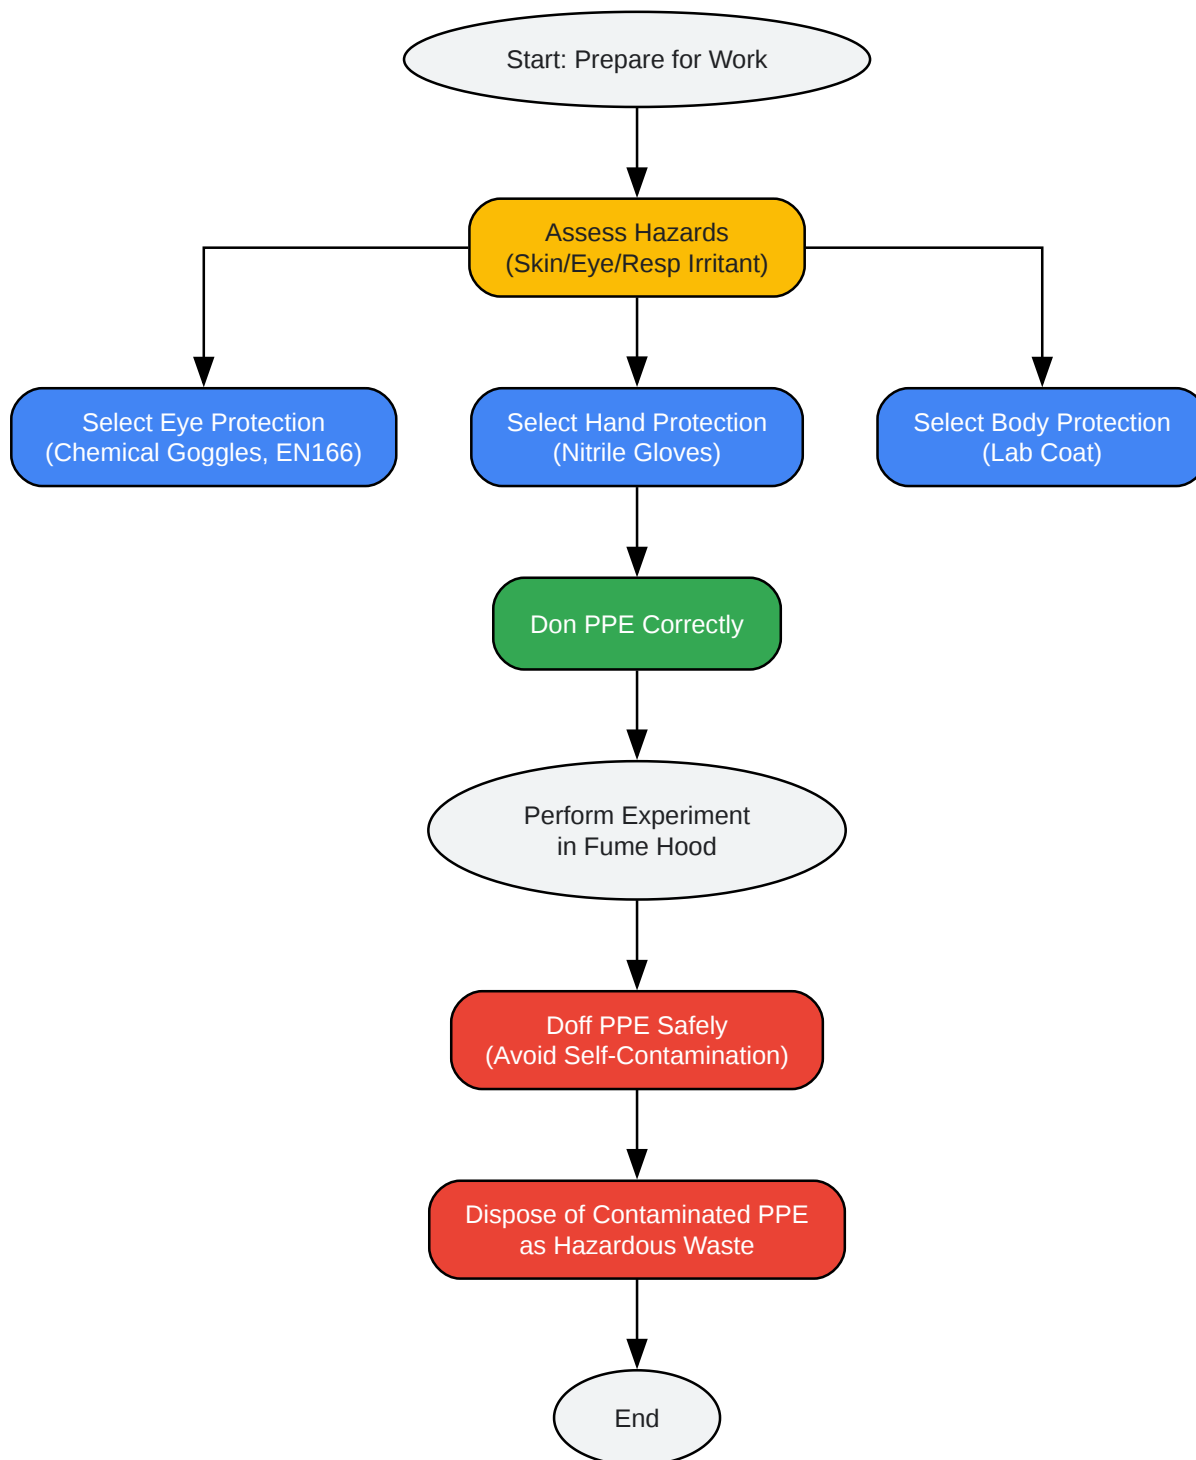 Start: Prepare for Work
Assess Hazards
(Skin/Eye/Resp Irritant)
Select Eye Protection
(Chemical Goggles, EN166)
Select Hand Protection
(Nitrile Gloves)
Select Body Protection
(Lab Coat)
Don PPE Correctly
Perform Experiment
in Fume Hood
Doff PPE Safely
(Avoid Self-Contamination)
Dispose of Contaminated PPE
as Hazardous Waste
End